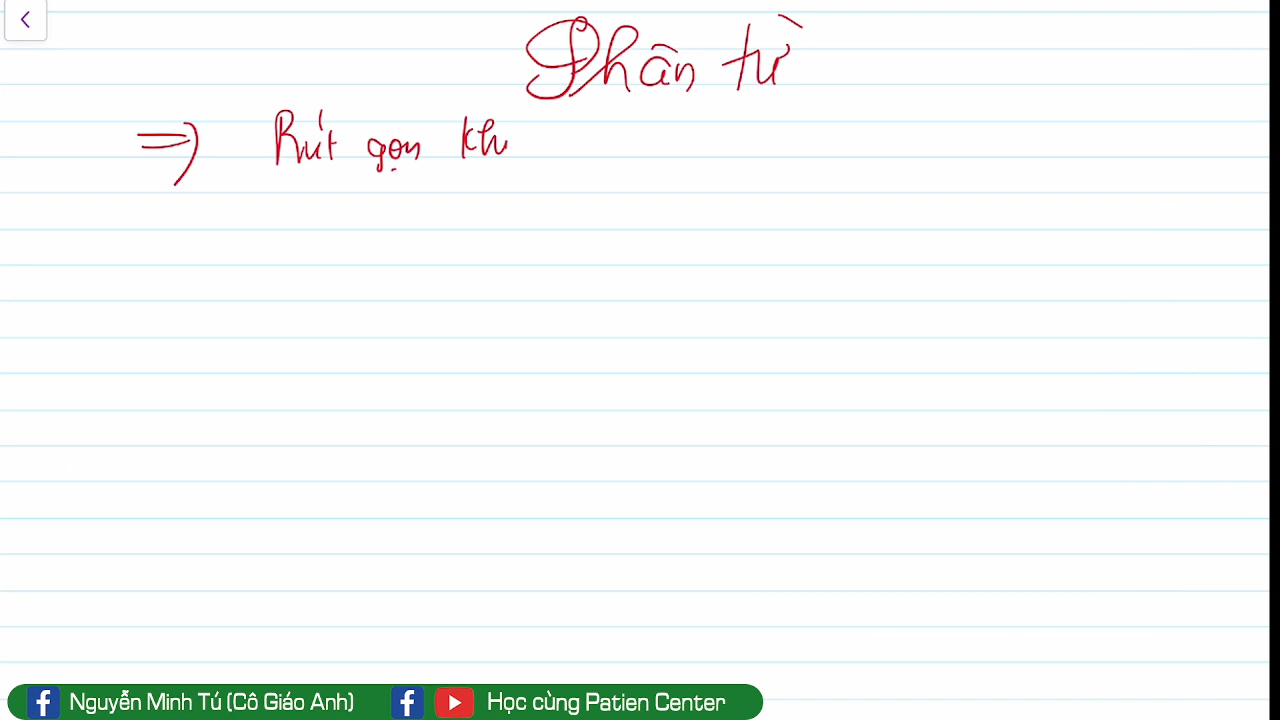 Phân từ
=> Rút gọn kh
Nguyễn Minh Tú (Cô Giáo Anh) Học cùng Patien Center